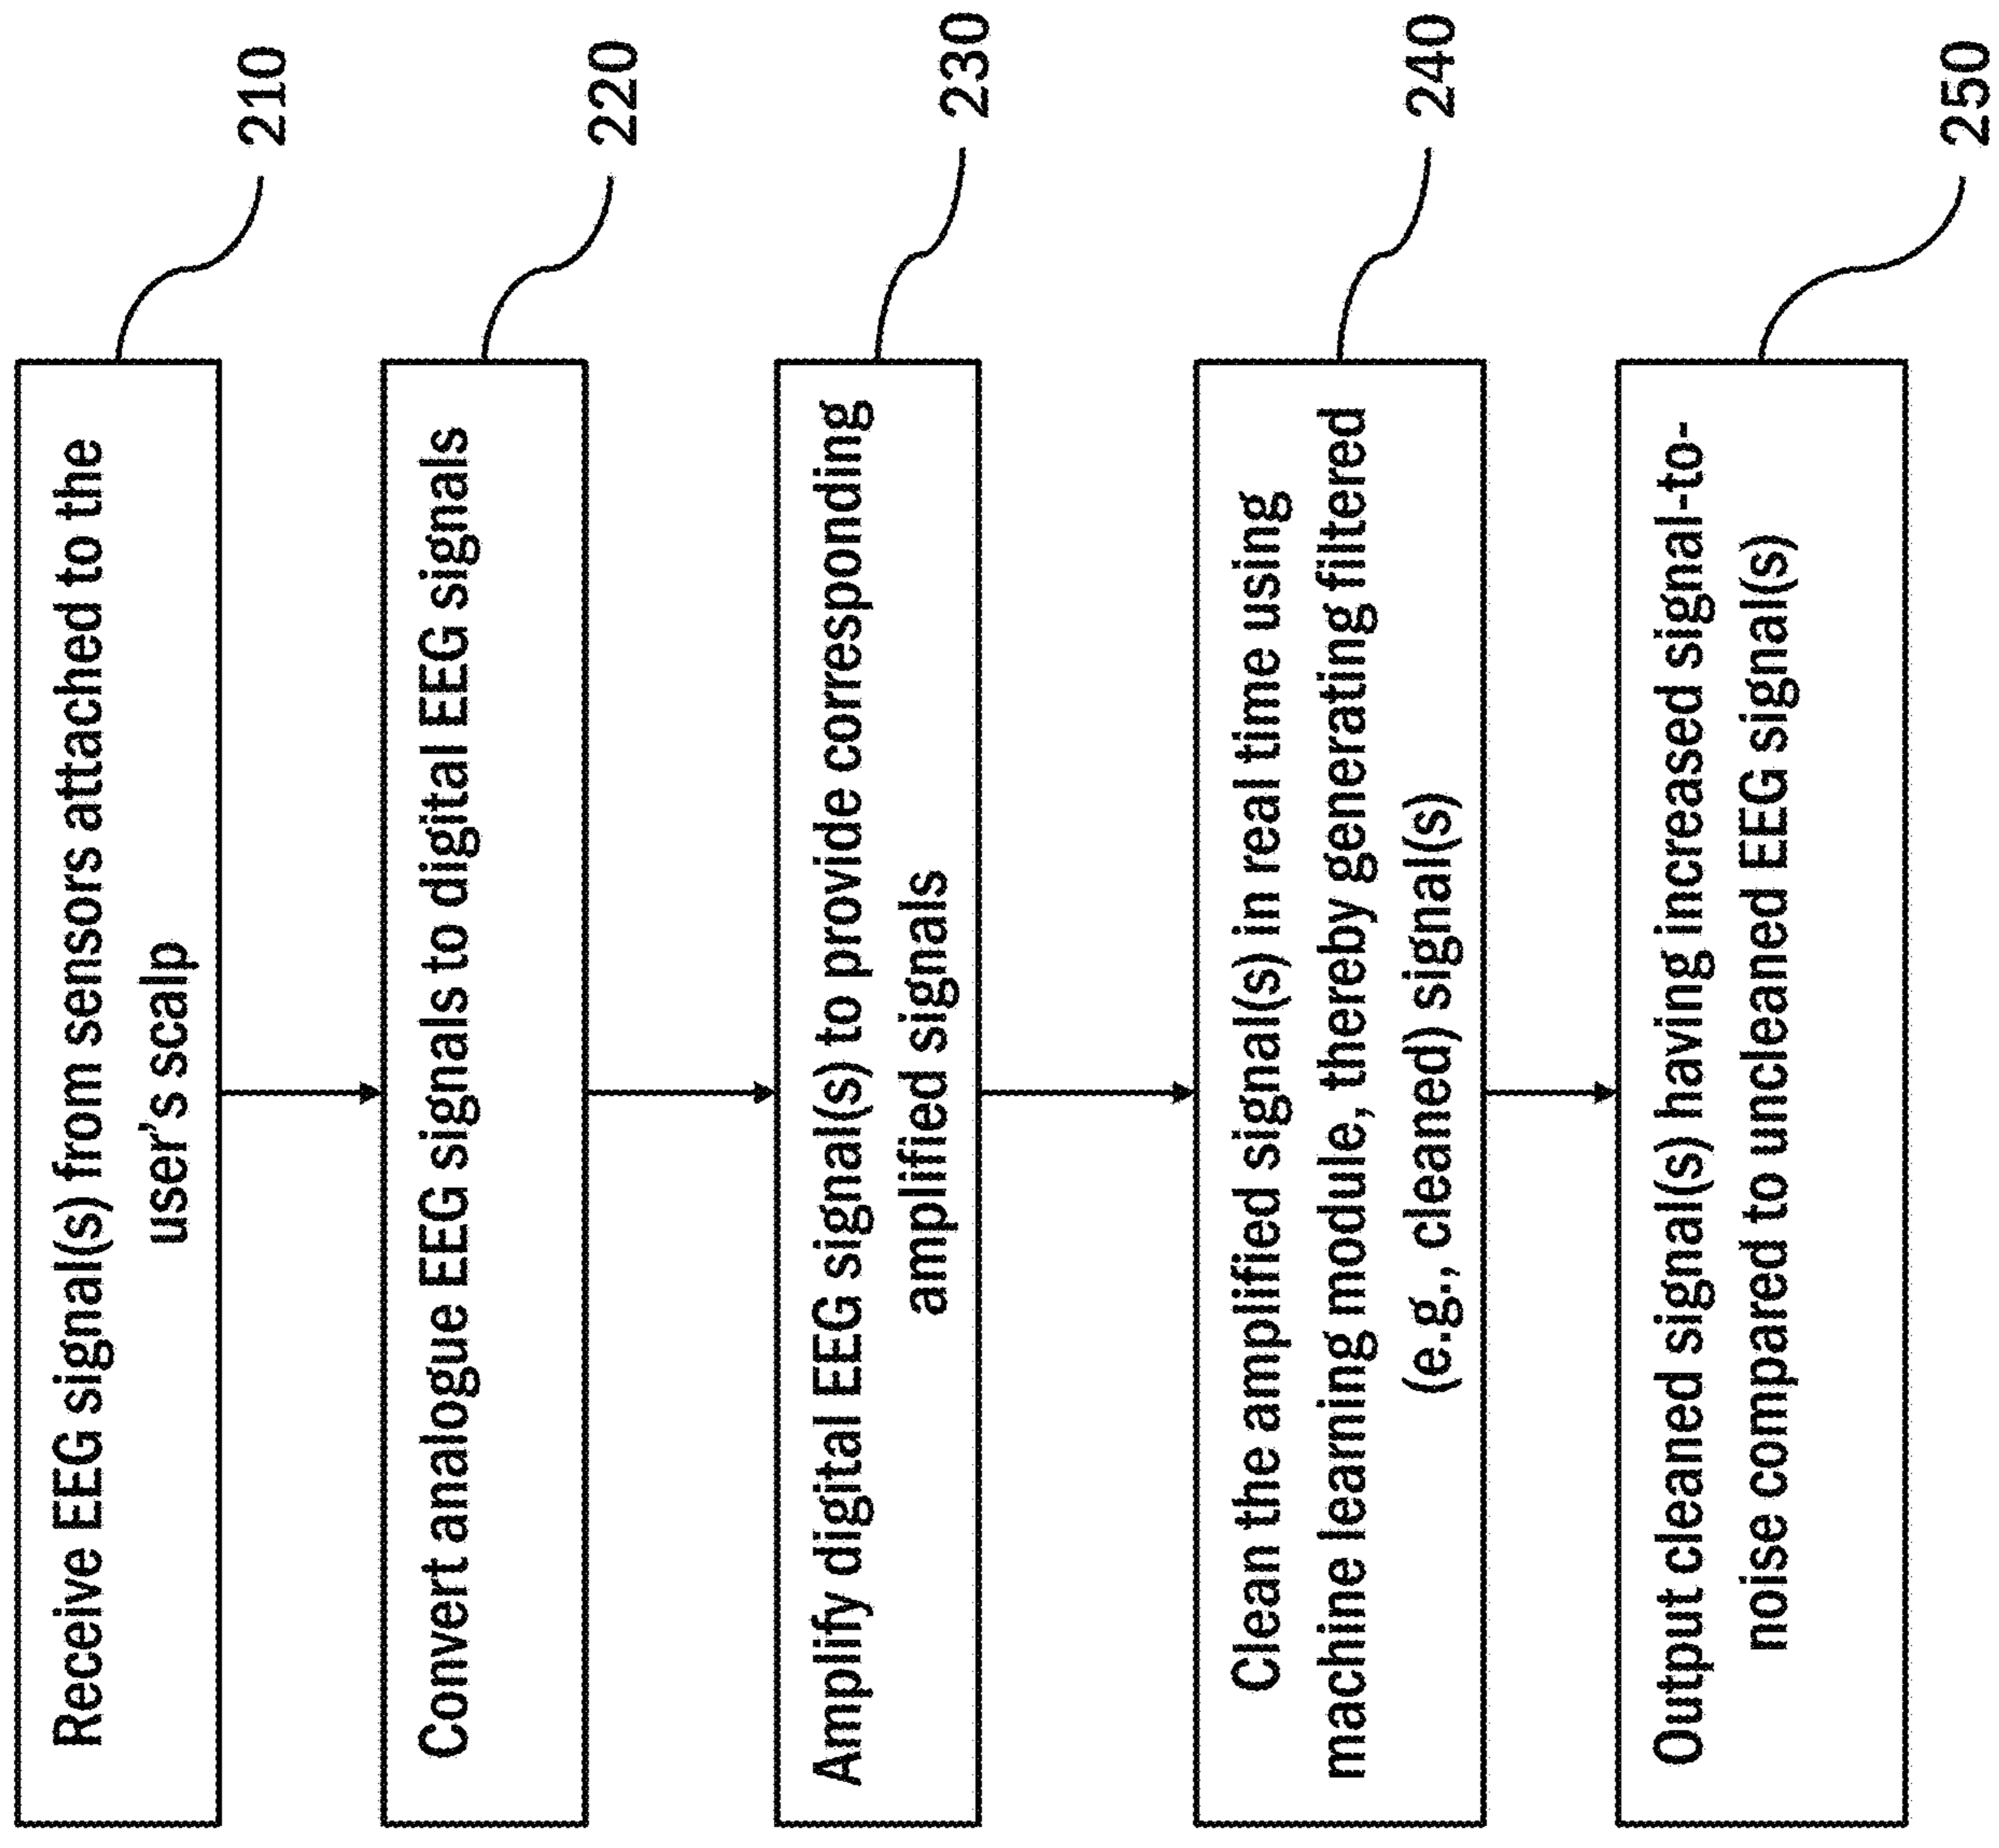 Receive EEG signal(s) from sensors attached to the
user's scalp
210
Convert analogue EEG signals to digital EEG signals
220
Amplify digital EEG signal(s) to provide corresponding
amplified signals
230
Clean the amplified signal(s) in real time using
machine learning module, thereby generating filtered
(e.g., cleaned) signal(s)
240
Output cleaned signal(s) having increased signal-to-
noise compared to uncleaned EEG signal(s)
250